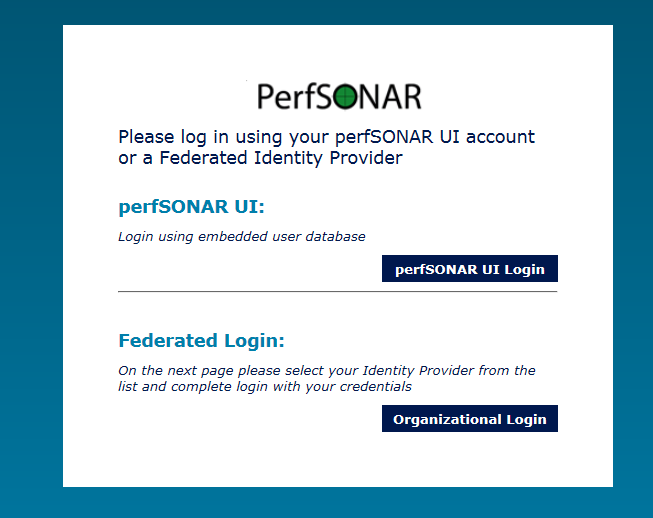 PerfSONAR
Please log in using your perfSONAR UI account
or a Federated Identity Provider
perfSONAR UI:
Login using embedded user database
perfSONAR UI Login
Federated Login:
On the next page please select your Identity Provider from the
list and complete login with your credentials
Organizational Login